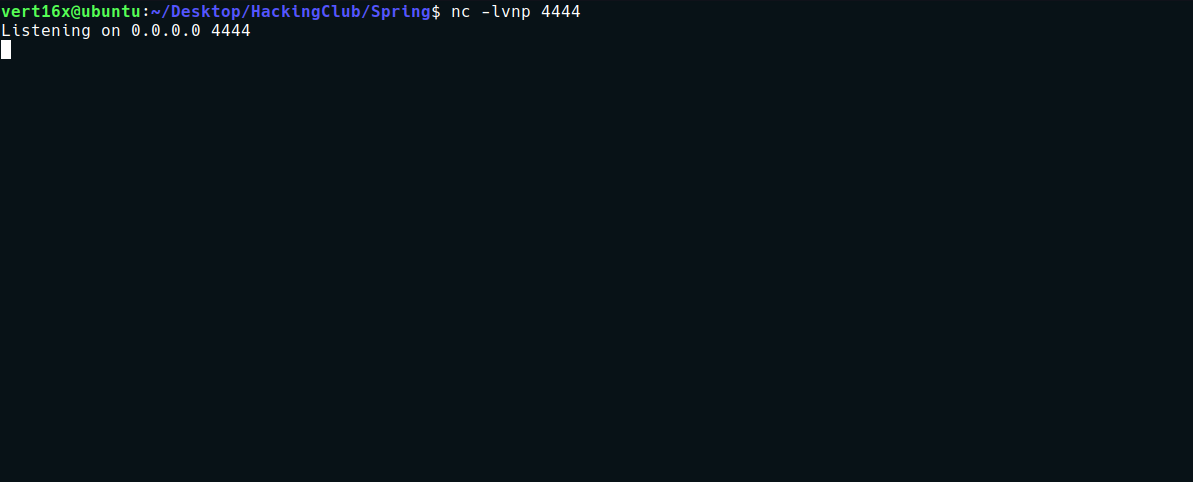 vert16x@ubuntu:~/Desktop/HackingClub/Spring$ nc -lvnp 4444
Listening on 0.0.0.0 4444